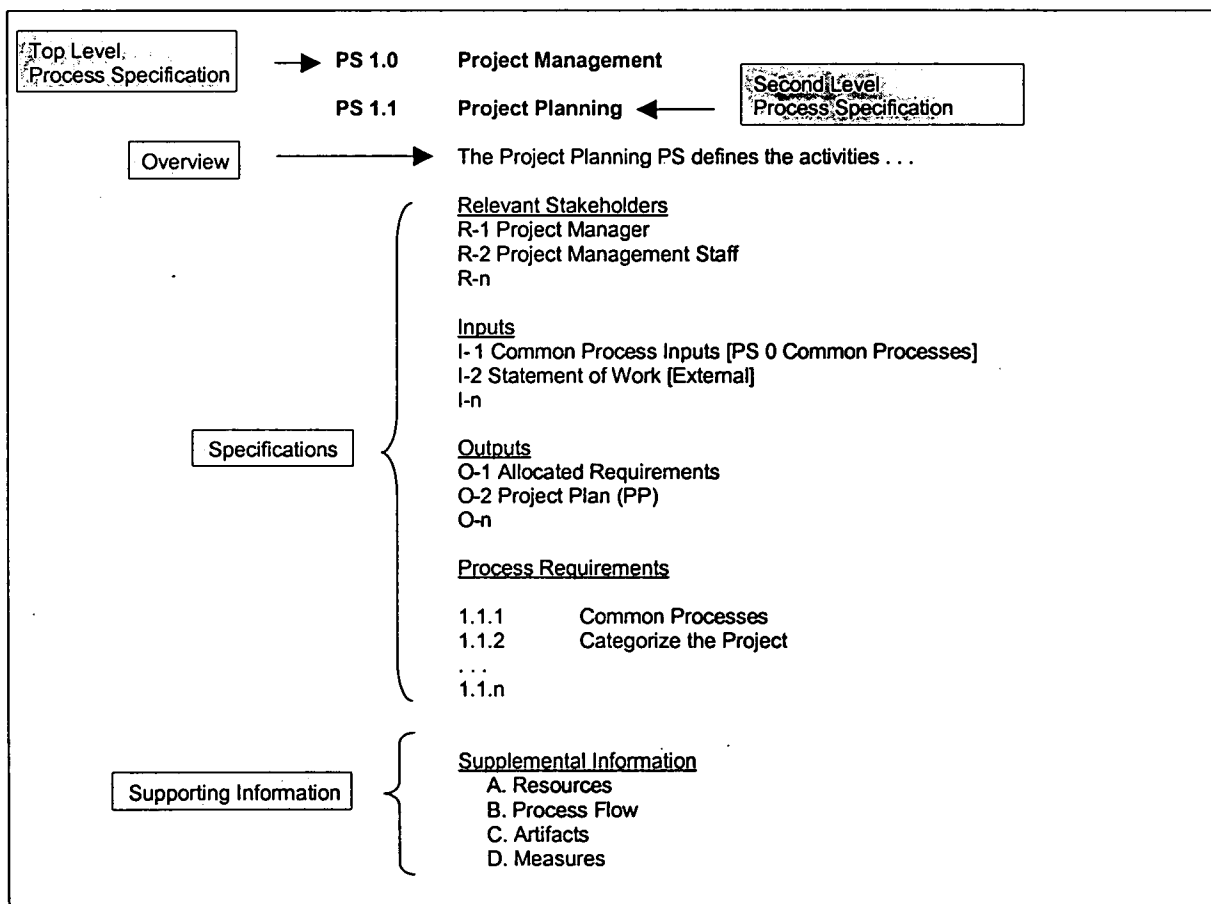 Top Level,
Process Specification
PS 1.0 Project Management
PS 1.1 Project Planning
Second Level
Process Specification
Overview
The Project Planning PS defines the activities . . .
Specifications
Relevant Stakeholders
R-1 Project Manager
R-2 Project Management Staff
R-n
Inputs
I-1 Common Process Inputs [PS 0 Common Processes]
I-2 Statement of Work [External]
I-n
Outputs
O-1 Allocated Requirements
O-2 Project Plan (PP)
O-n
Process Requirements
1.1.1 Common Processes
1.1.2 Categorize the Project
. . .
1.1.n
Supporting Information
Supplemental Information
A. Resources
B. Process Flow
C. Artifacts
D. Measures